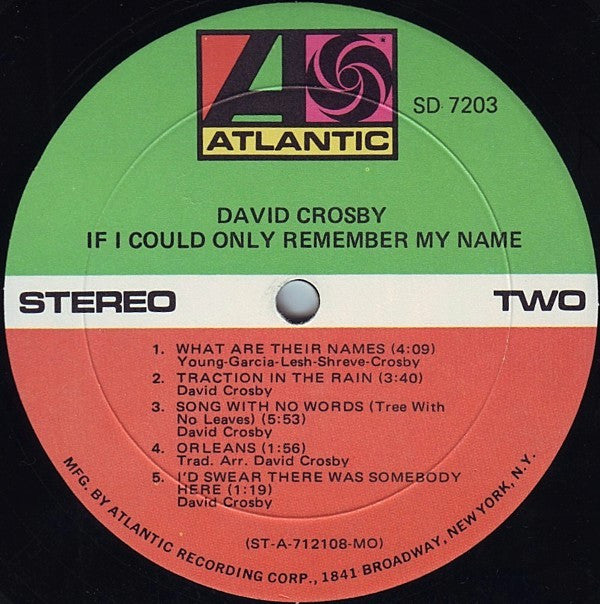 ATLANTIC
SD 7203
DAVID CROSBY
IF I COULD ONLY REMEMBER MY NAME
STEREO
TWO
1. WHAT ARE THEIR NAMES (4:09)
Young-Garcia-Lesh-Shreve-Crosby
2. TRACTION IN THE RAIN (3:40)
David Crosby
3. SONG WITH NO WORDS (Tree With
No Leaves) (5:53)
David Crosby
4. ORLEANS (1:56)
Trad. Arr. David Crosby
5. I'D SWEAR THERE WAS SOMEBODY
HERE (1:19)
David Crosby
(ST-A-712108-MO)
MFG. BY ATLANTIC RECORDING CORP., 1841 BROADWAY, NEW YORK, N.Y.